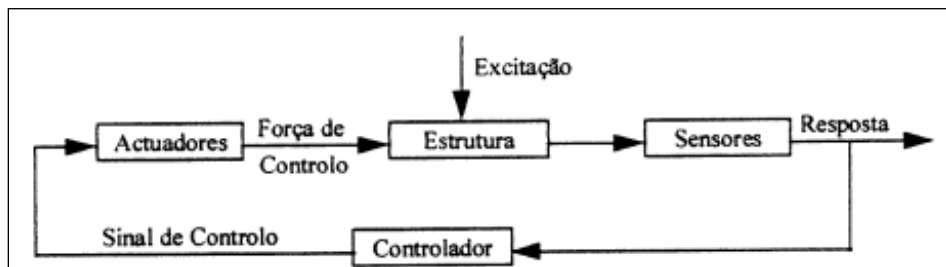 Excitação
Actuadores
Força de
Controlo
Estrutura
Sensores
Resposta
Sinal de Controlo
Controlador